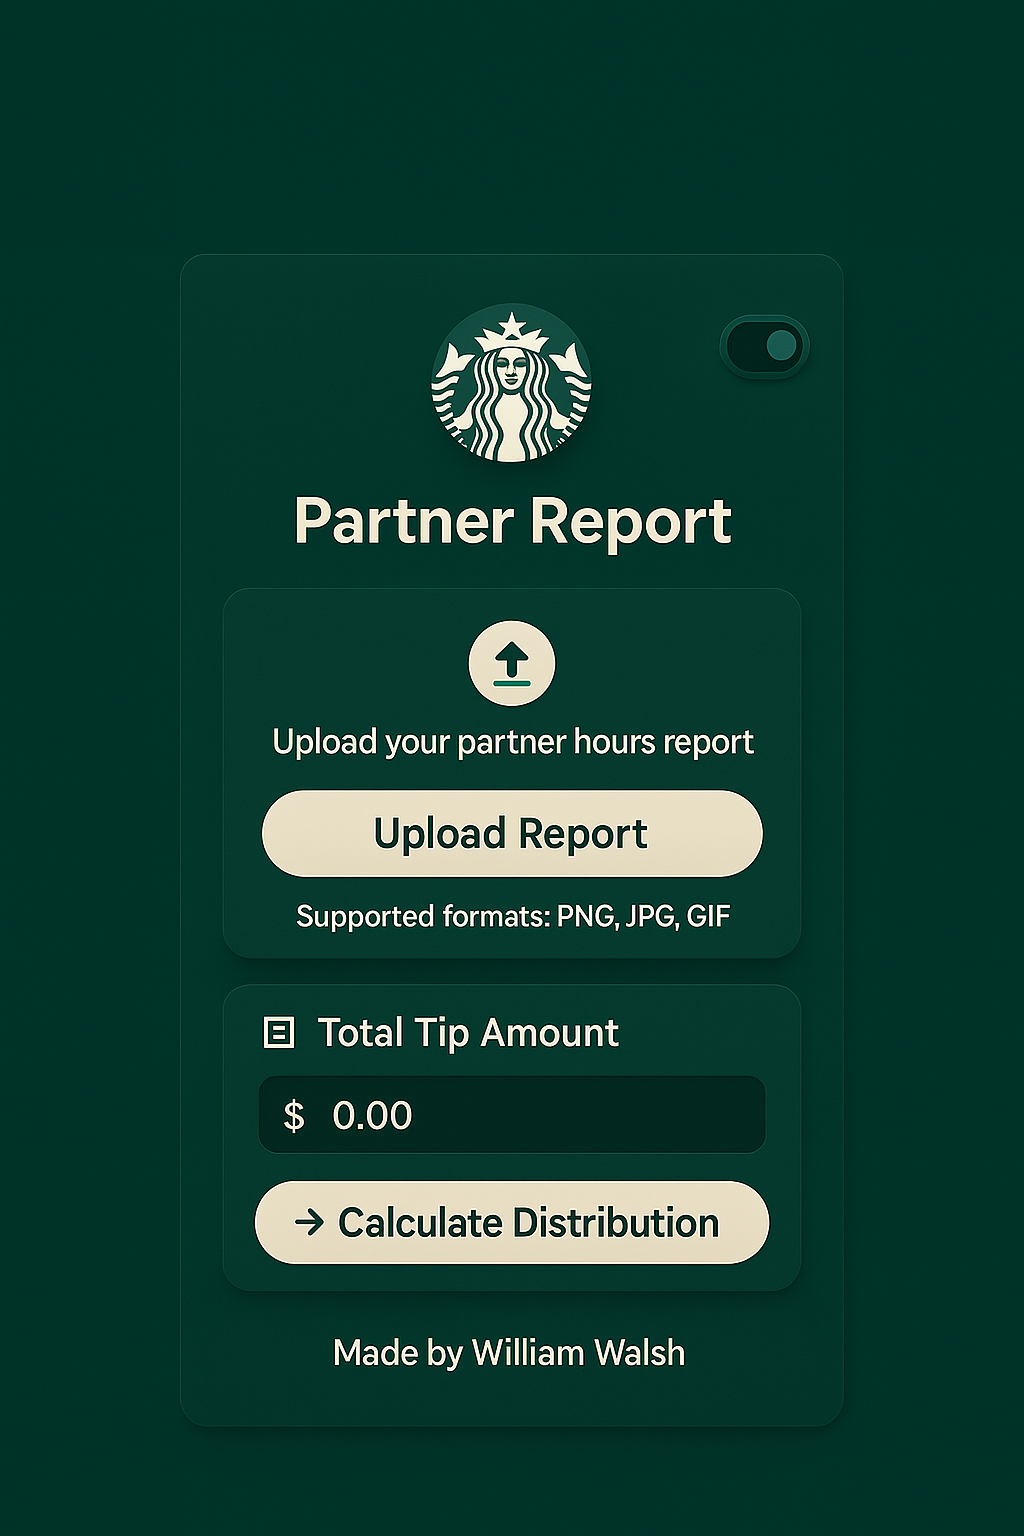 Partner Report
Upload your partner hours report
Upload Report
Supported formats: PNG, JPG, GIF
Total Tip Amount
$ 0.00
→ Calculate Distribution
Made by William Walsh